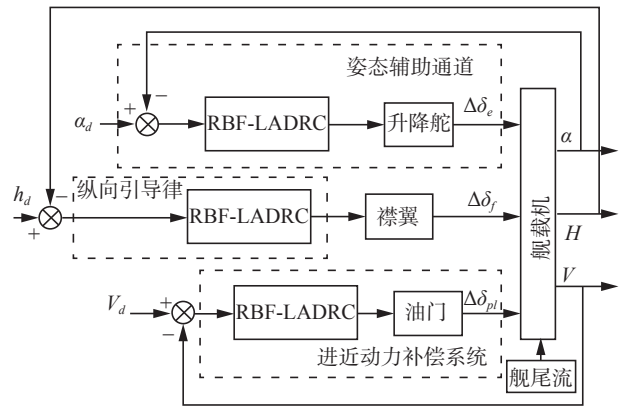 姿态辅助通道
+
−
α_d
RBF-LADRC
升降舵
Δδ_e
α
h_d
−
+
纵向引导律
RBF-LADRC
襟翼
Δδ_f
舰载机
H
V
V_d
+
−
RBF-LADRC
油门
Δδ_pl
进近动力补偿系统
舰尾流